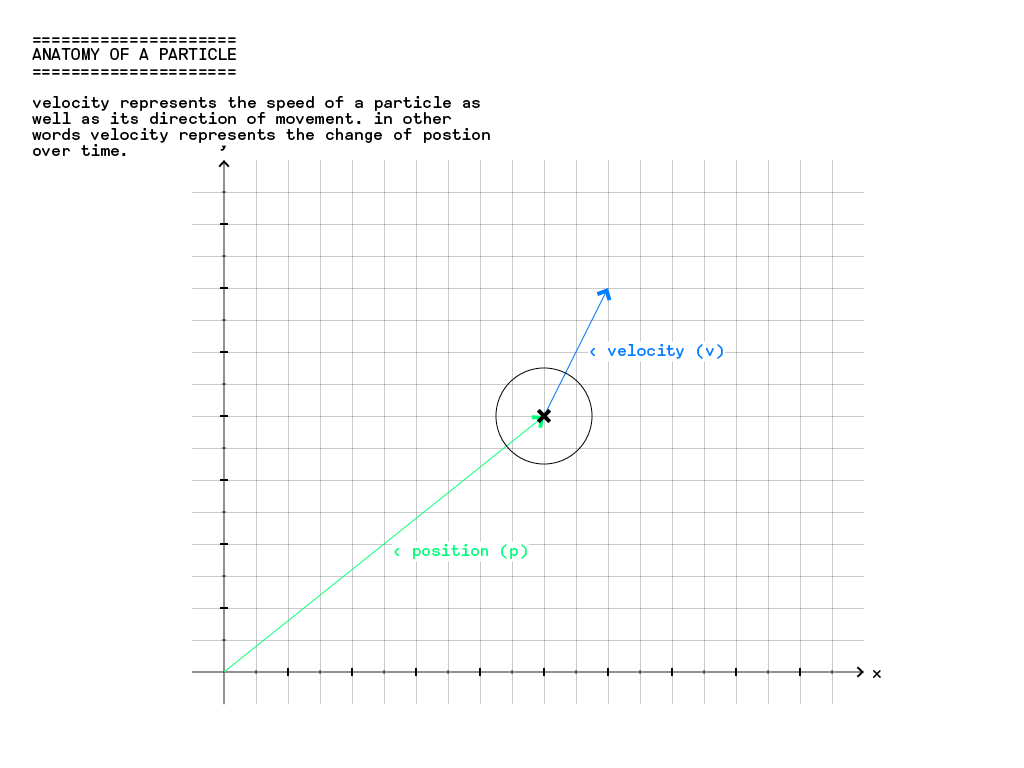 =====================
ANATOMY OF A PARTICLE
=====================
velocity represents the speed of a particle as
well as its direction of movement. in other
words velocity represents the change of postion
over time.
y
‹ velocity (v)
‹ position (p)
x